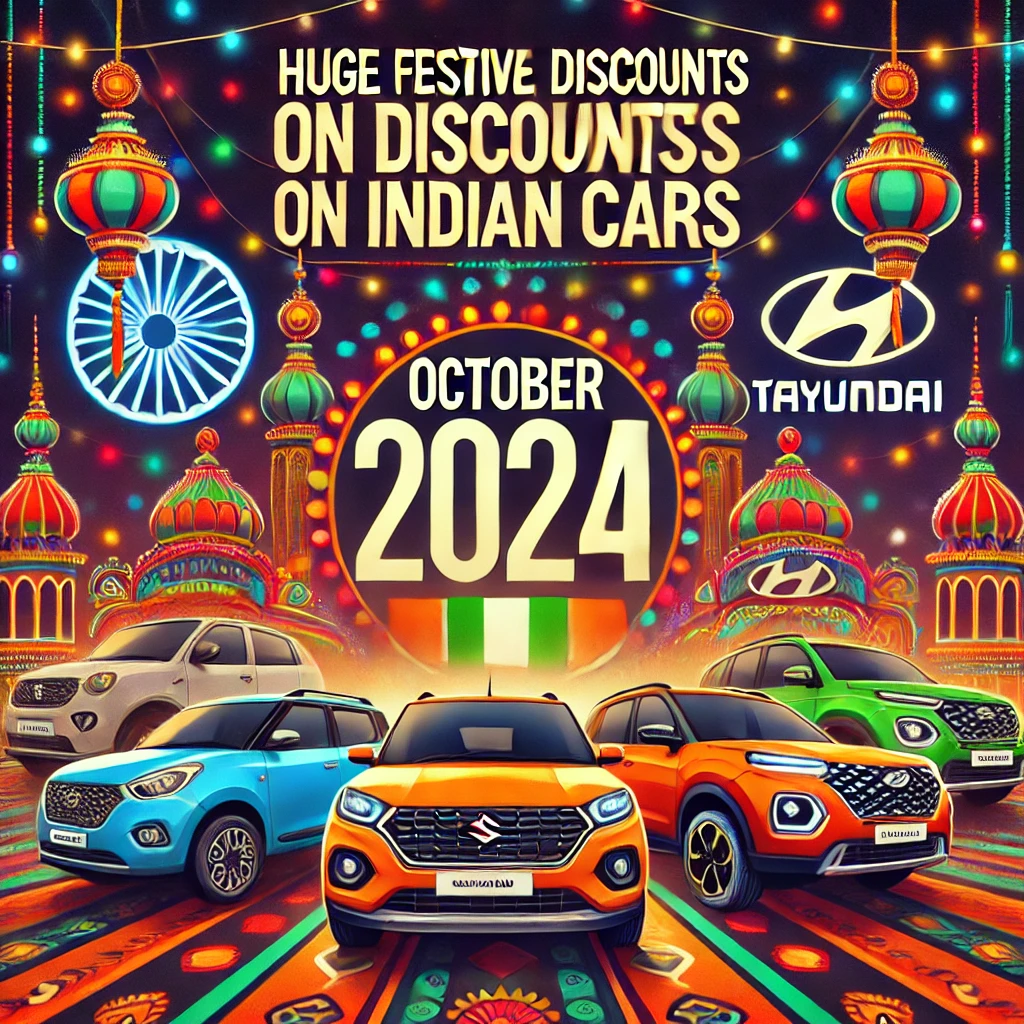 HUGE FESTIVE DISCOUNTS
ON DISCOUNTSS
ON INDIAN CARS
OCTOBER
2024
TAYUNDAI